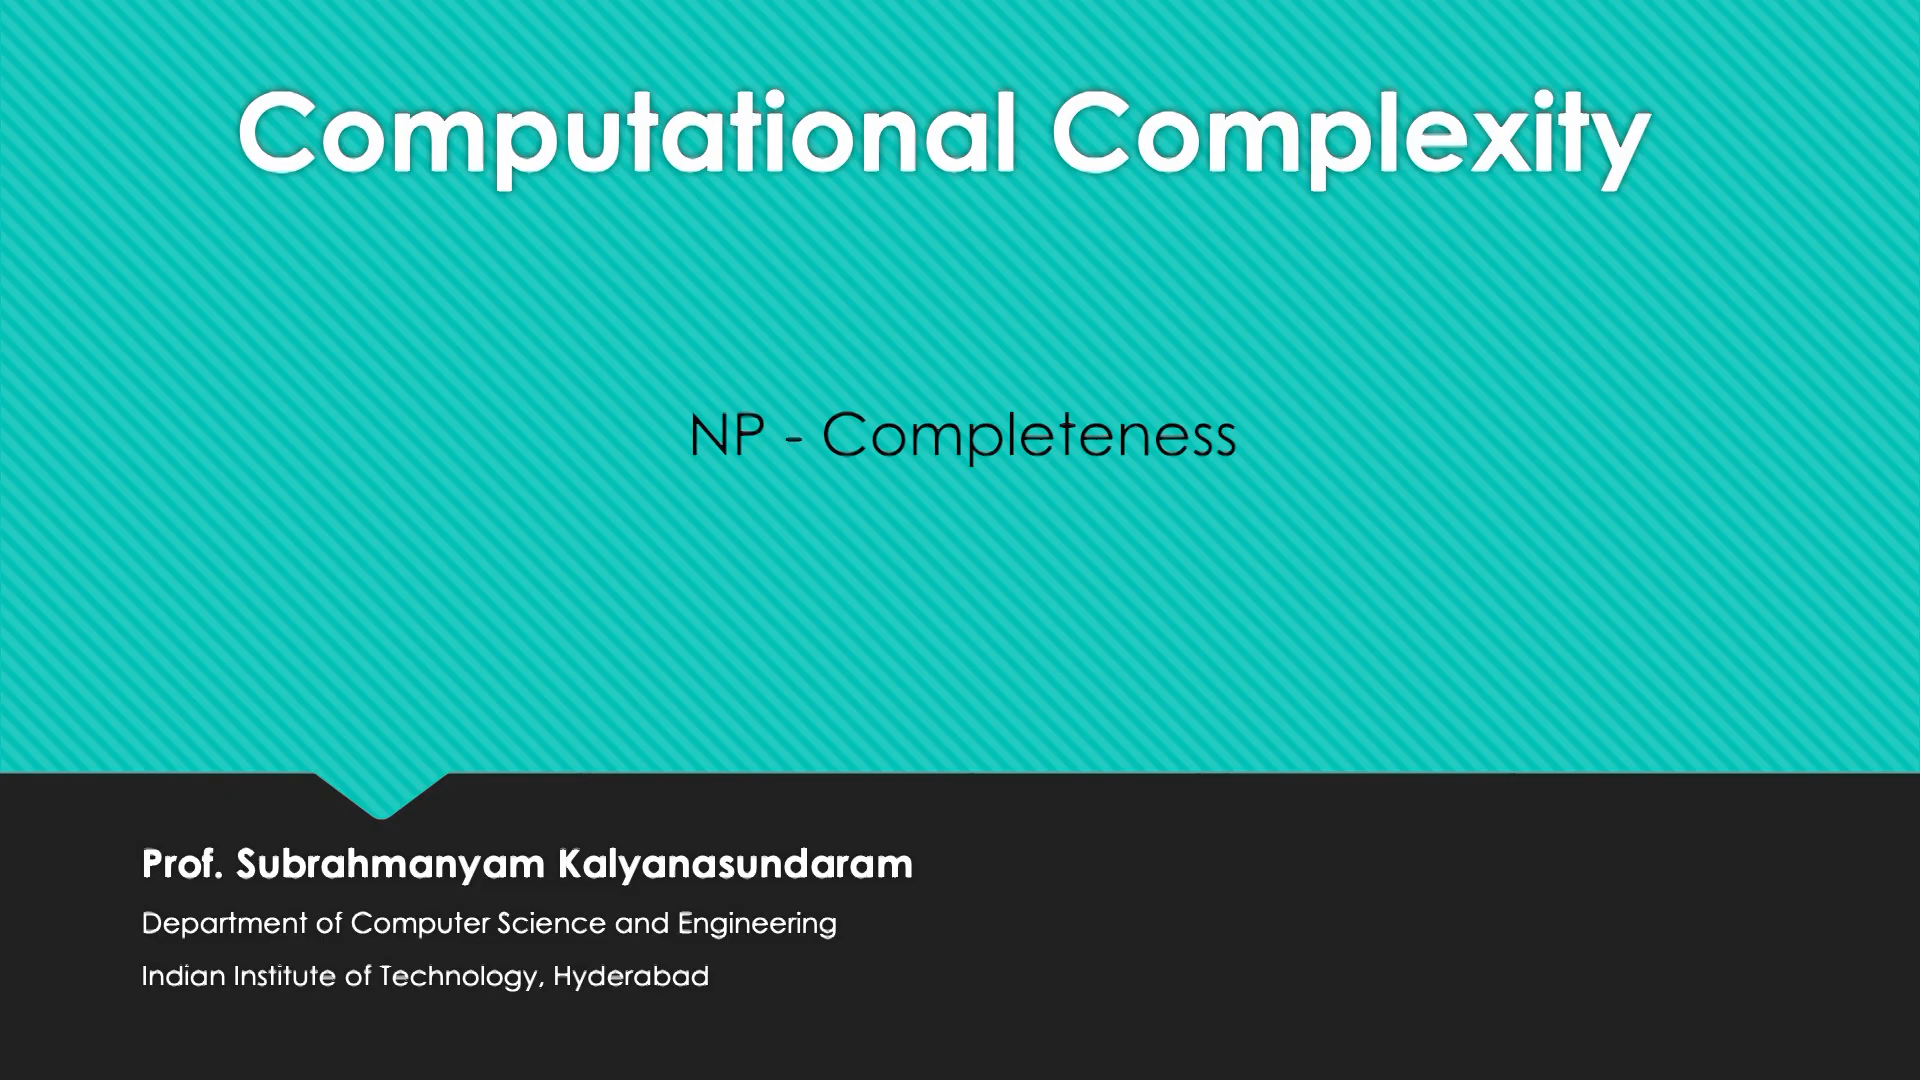 Computational Complexity
NP - Completeness
Prof. Subrahmanyam Kalyanasundaram
Department of Computer Science and Engineering
Indian Institute of Technology, Hyderabad